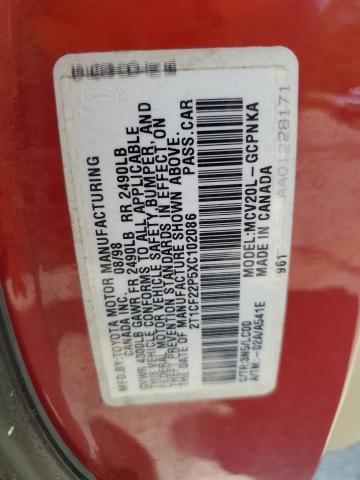 MFD.BY:TOYOTA MOTOR MANUFACTURING
CANADA INC. 08/98
GVWR 4300LB GAWR FR 2490LB RR 2490LB
THIS VEHICLE CONFORMS TO ALL APPLICABLE
FEDERAL MOTOR VEHICLE SAFETY, BUMPER, AND
THEFT PREVENTION STANDARDS IN EFFECT ON
THE DATE OF MANUFACTURE SHOWN ABOVE.
2T1CF22P5XC102086 PASS.CAR
C/TR:3N5/LC00 MODEL:MCV20L-
A/TM:-02A/A541E GCPNKA
961 MADE IN CANADA
AA01228171